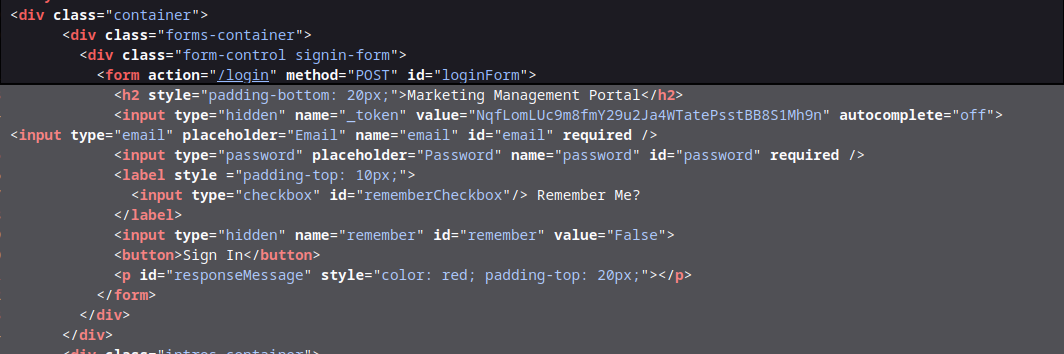 <div class="container">
<div class="forms-container">
<div class="form-control signin-form">
<form action="/login" method="POST" id="loginForm">
<h2 style="padding-bottom: 20px;">Marketing Management Portal</h2>
<input type="hidden" name="_token" value="NqfLomLUc9m8fmY29u2Ja4WTatePsstBB8S1Mh9n" autocomplete="off">
<input type="email" placeholder="Email" name="email" id="email" required />
<input type="password" placeholder="Password" name="password" id="password" required />
<label style ="padding-top: 10px;">
<input type="checkbox" id="rememberCheckbox"/> Remember Me?
</label>
<input type="hidden" name="remember" id="remember" value="False">
<button>Sign In</button>
<p id="responseMessage" style="color: red; padding-top: 20px;"></p>
</form>
</div>
</div>
<div class="intros-container">